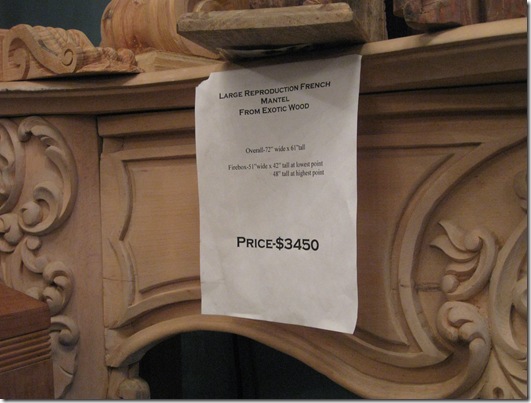 Large Reproduction French
Mantel
From Exotic Wood
Overall-72" wide x 61"tall
Firebox-51"wide x 42" tall at lowest point
48" tall at highest point
Price-$3450